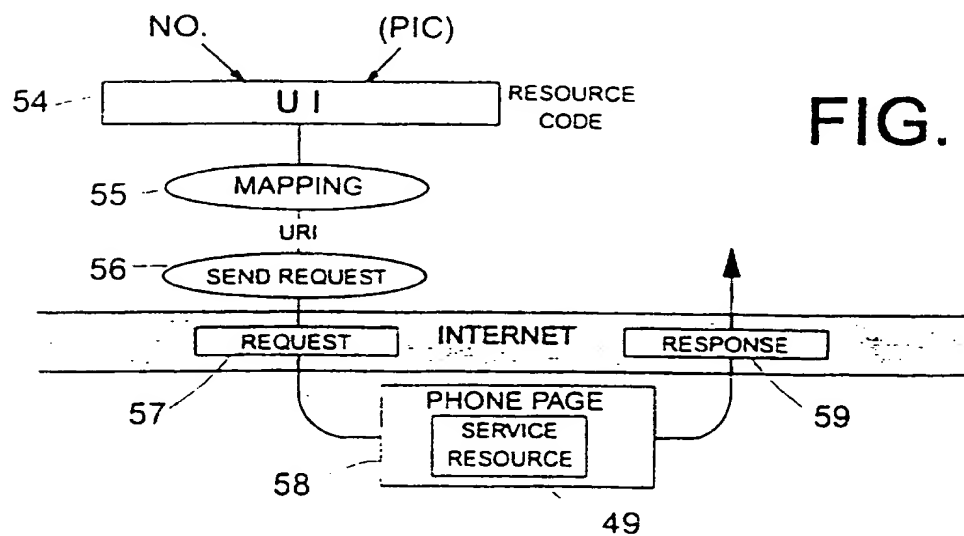 NO.
(PIC)
54
U I
RESOURCE
CODE
FIG.
55
MAPPING
URI
56
SEND REQUEST
REQUEST
INTERNET
RESPONSE
57
PHONE PAGE
59
SERVICE
RESOURCE
58
49